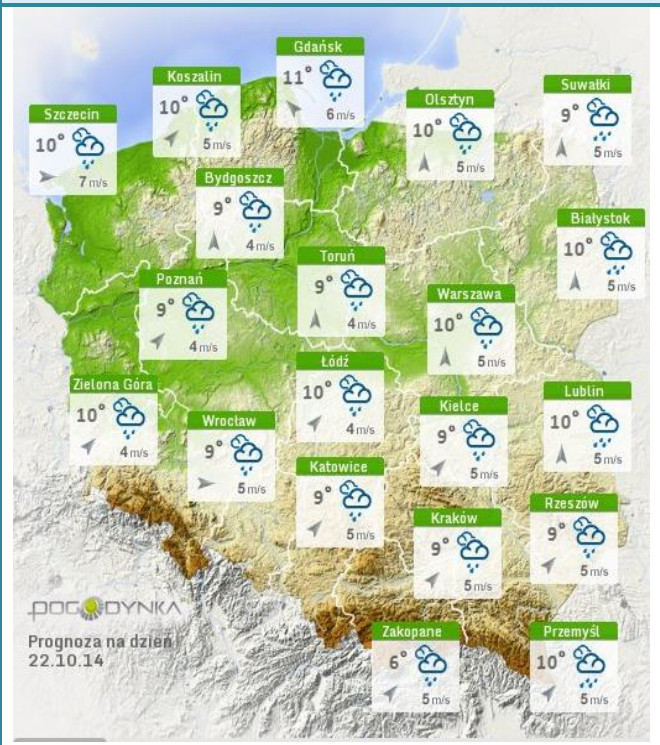 Gdańsk
11°
6 m/s
Koszalin
10°
5 m/s
Suwałki
9°
5 m/s
Olsztyn
10°
5 m/s
Szczecin
10°
7 m/s
Bydgoszcz
9°
4 m/s
Białystok
10°
5 m/s
Toruń
9°
4 m/s
Poznań
9°
4 m/s
Warszawa
10°
5 m/s
Łódź
10°
4 m/s
Zielona Góra
10°
4 m/s
Lublin
10°
5 m/s
Kielce
9°
5 m/s
Wrocław
9°
5 m/s
Katowice
9°
5 m/s
Rzeszów
9°
5 m/s
Kraków
9°
5 m/s
POGODYNKA
Prognoza na dzień
22.10.14
Zakopane
6°
5 m/s
Przemyśl
10°
5 m/s